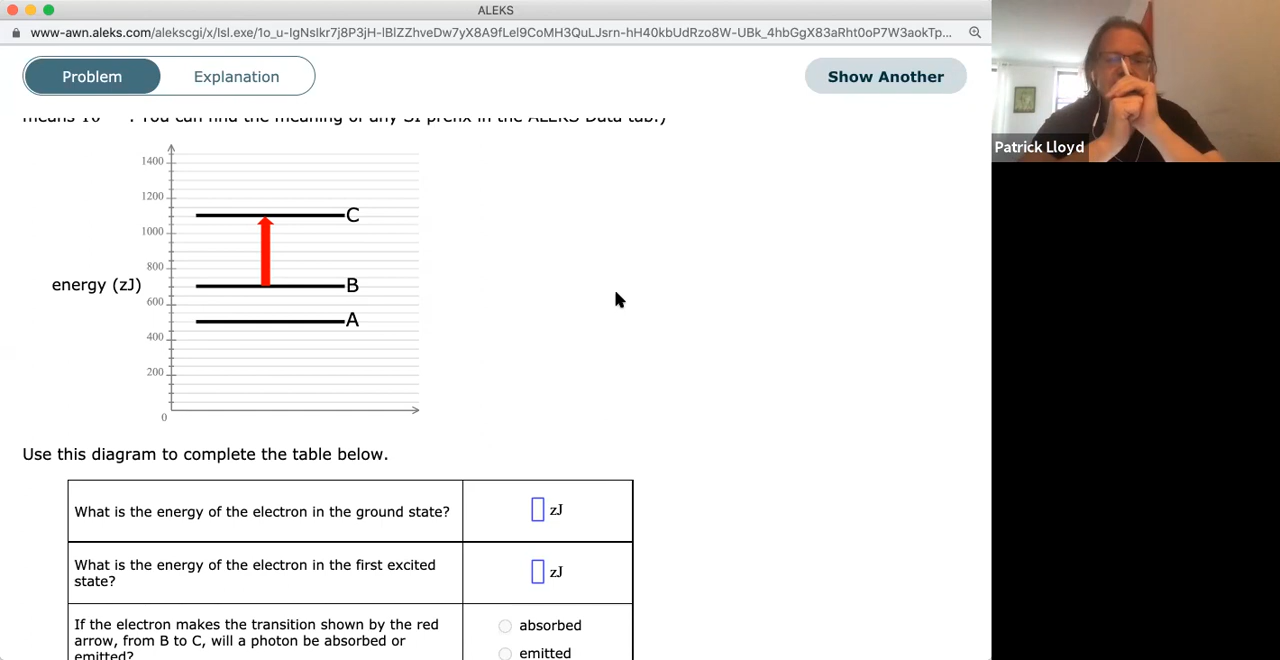 ALEKS
www-awn.aleks.com/alekscgi/x/Isl.exe/1o_u-IgNsIkr7j8P3jH-lBlZZhveDw7yX8A9fLeI9CoMH3QuLJsrn-hH40kbUdRzo8W-UBk_4hbGgX83aRht0oP7W3aokTp...
Problem
Explanation
Show Another
means 10 . You can find the meaning of any SI prefix in the ALEKS Data tab.)
1400
1200
1000
800
600
400
200
0
energy (zJ)
C
B
A
Use this diagram to complete the table below.
What is the energy of the electron in the ground state?
zJ
What is the energy of the electron in the first excited
state?
zJ
If the electron makes the transition shown by the red
arrow, from B to C, will a photon be absorbed or
emitted?
absorbed
emitted
Patrick Lloyd